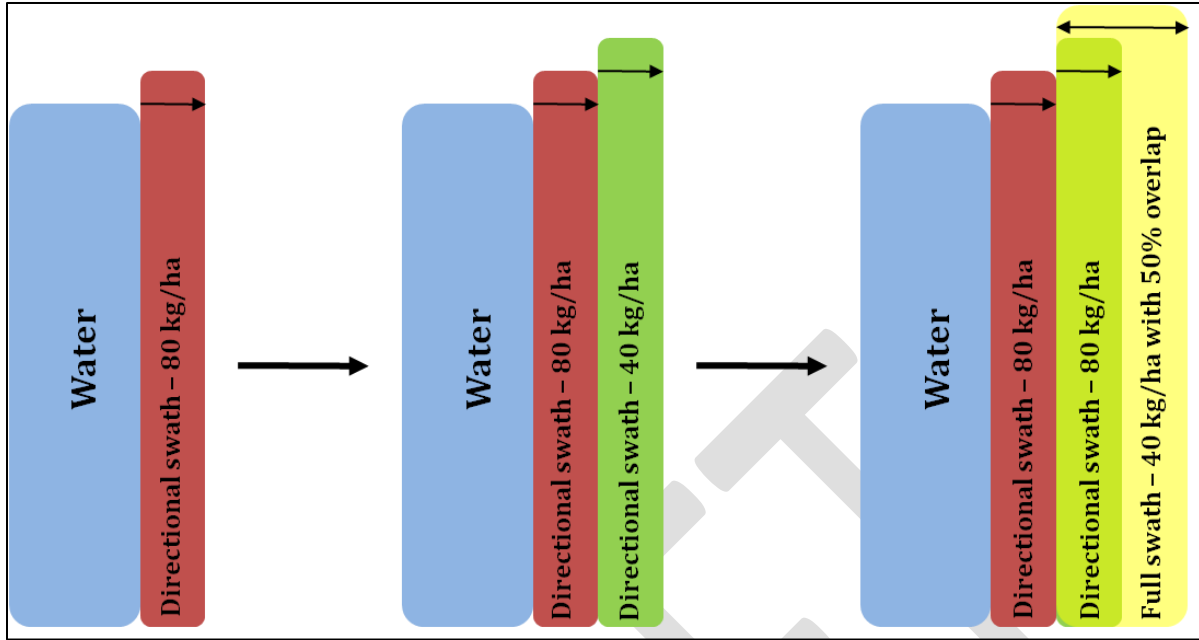 Water
Directional swath – 80 kg/ha
Water
Directional swath – 80 kg/ha
Directional swath – 40 kg/ha
Water
Directional swath – 80 kg/ha
Directional swath – 80 kg/ha
Full swath – 40 kg/ha with 50% overlap